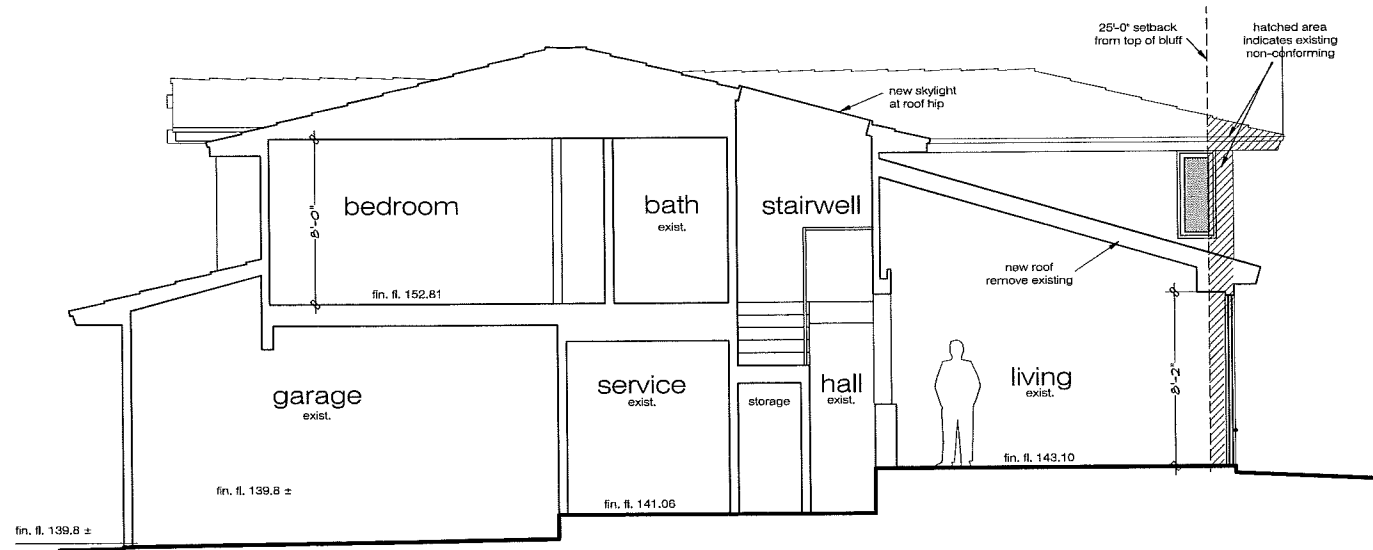 25'-0" setback
from top of bluff
hatched area
indicates existing
non-conforming
new skylight
at roof hip
bedroom
8'-0"
fin. fl. 152.81
bath
exist.
stairwell
new roof
remove existing
garage
exist.
fin. fl. 139.8 ±
fin. fl. 139.8 ±
service
exist.
fin. fl. 141.06
storage
hall
exist.
living
exist.
fin. fl. 143.10
8'-2"